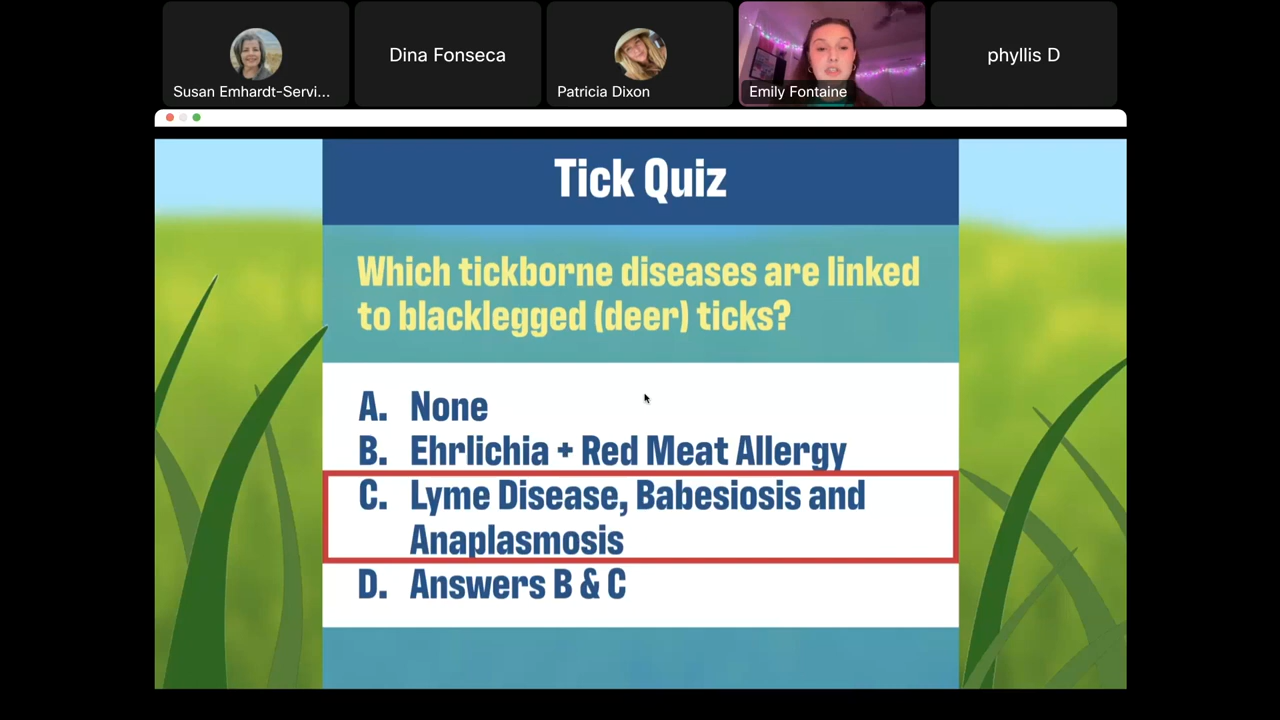 Susan Emhardt-Servi...
Dina Fonseca
Patricia Dixon
Emily Fontaine
phyllis D
Tick Quiz
Which tickborne diseases are linked
to blacklegged (deer) ticks?
A. None
B. Ehrlichia + Red Meat Allergy
C. Lyme Disease, Babesiosis and
Anaplasmosis
D. Answers B & C